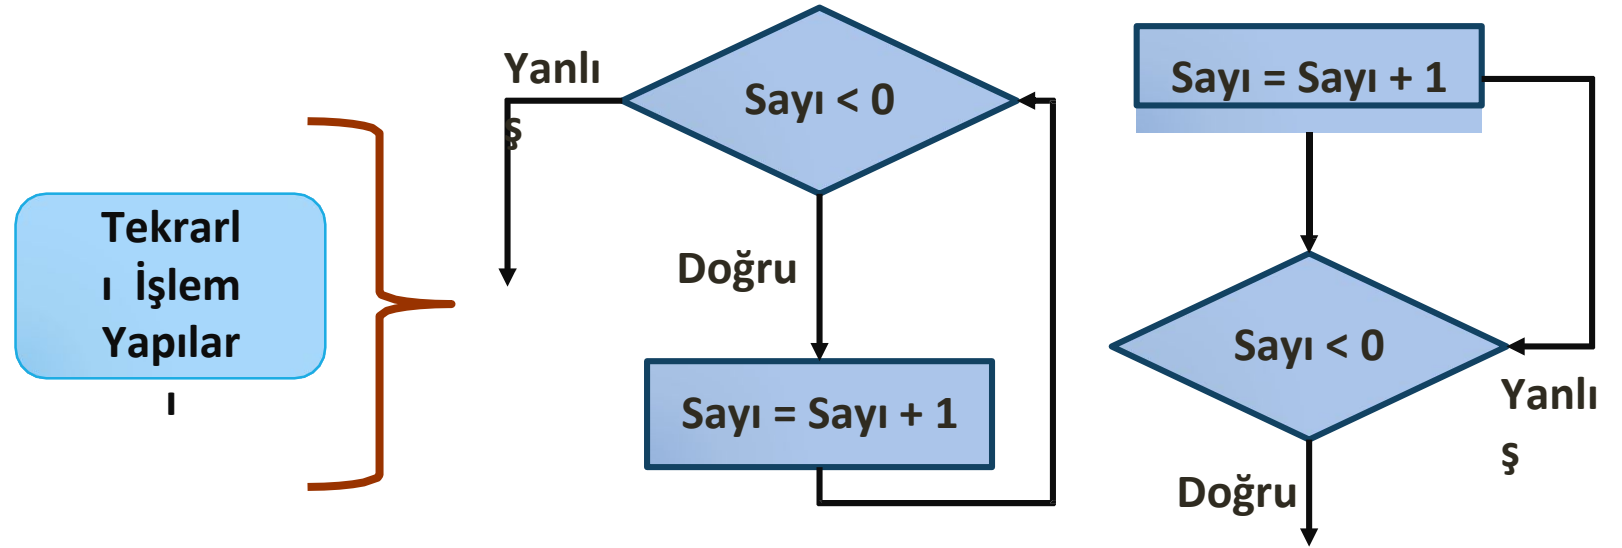 Tekrarl
ı İşlem
Yapılar
ı
Yanlı
ş
Sayı < 0
Doğru
Sayı = Sayı + 1
Sayı = Sayı + 1
Sayı < 0
Yanlı
ş
Doğru